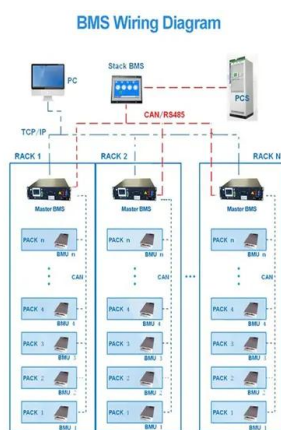 BMS Wiring Diagram
PC
Stack BMS
PCS
CAN/RS485
TCP/IP
RACK 1
RACK 2
RACK N
Master BMS
Master BMS
Master BMS
PACK n
PACK n
PACK n
BMU n
BMU n
BMU n
CAN
CAN
CAN
PACK 4
PACK 4
PACK 4
BMU 4
BMU 4
BMU 4
PACK 3
PACK 3
PACK 3
BMU 3
BMU 3
BMU 3
PACK 2
PACK 2
PACK 2
BMU 2
BMU 2
BMU 2
PACK 1
PACK 1
PACK 1
BMU 1
BMU 1
BMU 1